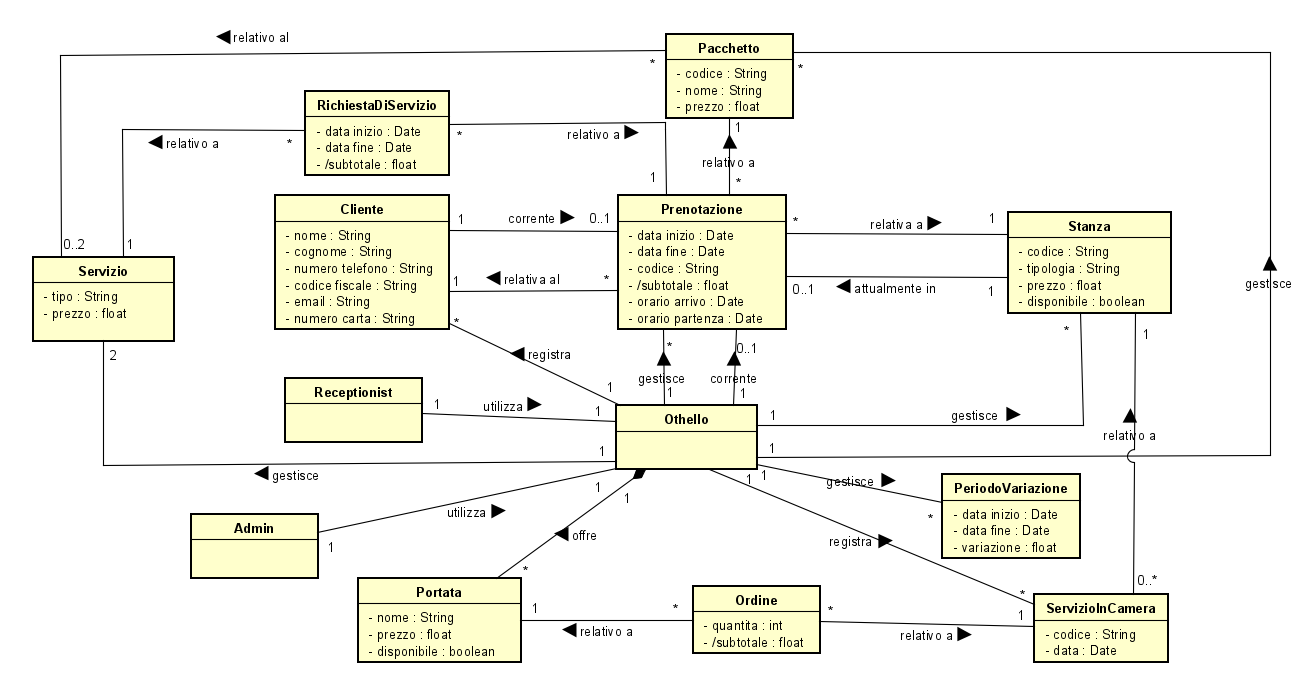 ◀ relativo al
Pacchetto
- codice : String
- nome : String
- prezzo : float
*
*
1
RichiestaDiServizio
- data inizio : Date
- data fine : Date
- /subtotale : float
◀ relativo a
*
*
relativo a ▶
1
▲
relativo a
*
0..2
1
Servizio
- tipo : String
- prezzo : float
2
Cliente
- nome : String
- cognome : String
- numero telefono : String
- codice fiscale : String
- email : String
- numero carta : String
1
corrente ▶
0..1
1
◀ relativa al
*
*
Prenotazione
- data inizio : Date
- data fine : Date
- codice : String
- /subtotale : float
- orario arrivo : Date
- orario partenza : Date
*
relativa a ▶
1
0..1
◀ attualmente in
1
Stanza
- codice : String
- tipologia : String
- prezzo : float
- disponibile : boolean
*
1
▲
gestisce
◀ registra
1
*
▲
gestisce
1
0..1
▲
corrente
1
Receptionist
1
utilizza ▶
1
Othello
1
gestisce ▶
▲
relativo a
1
◀ gestisce
1
1
1
1
1
gestisce ▶
*
PeriodoVariazione
- data inizio : Date
- data fine : Date
- variazione : float
Admin
1
utilizza ▶
◀ offre
*
registra ▶
*
0..*
Portata
- nome : String
- prezzo : float
- disponibile : boolean
1
◀ relativo a
*
Ordine
- quantita : int
- /subtotale : float
*
relativo a ▶
1
ServizioInCamera
- codice : String
- data : Date